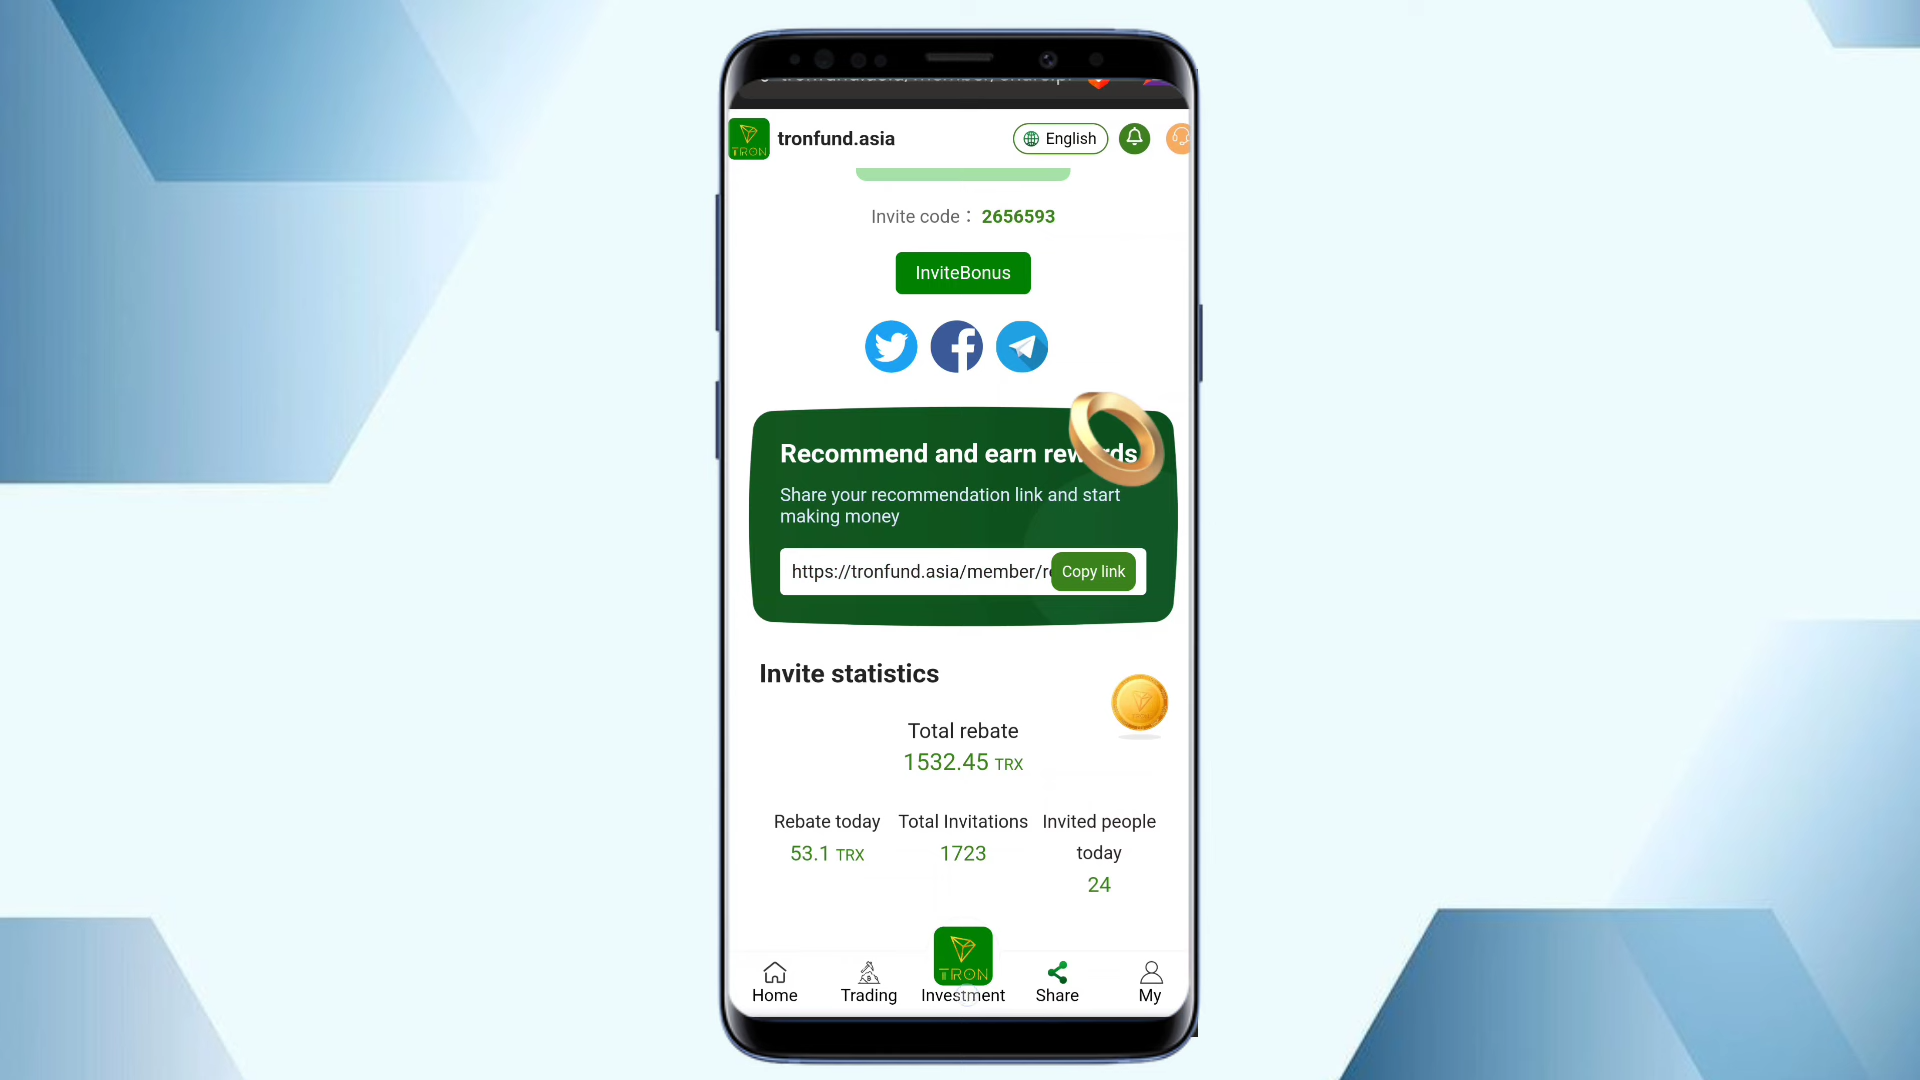 TRON
tronfund.asia
English
Invite code : 2656593
InviteBonus
Recommend and earn
Share your recommendation link and start
making money
https://tronfund.asia/member/r
Copy link
Invite statistics
Total rebate
1532.45 TRX
Rebate today
53.1 TRX
Total Invitations
1723
Invited people
today
24
TRON
Home
Trading
Investment
Share
My